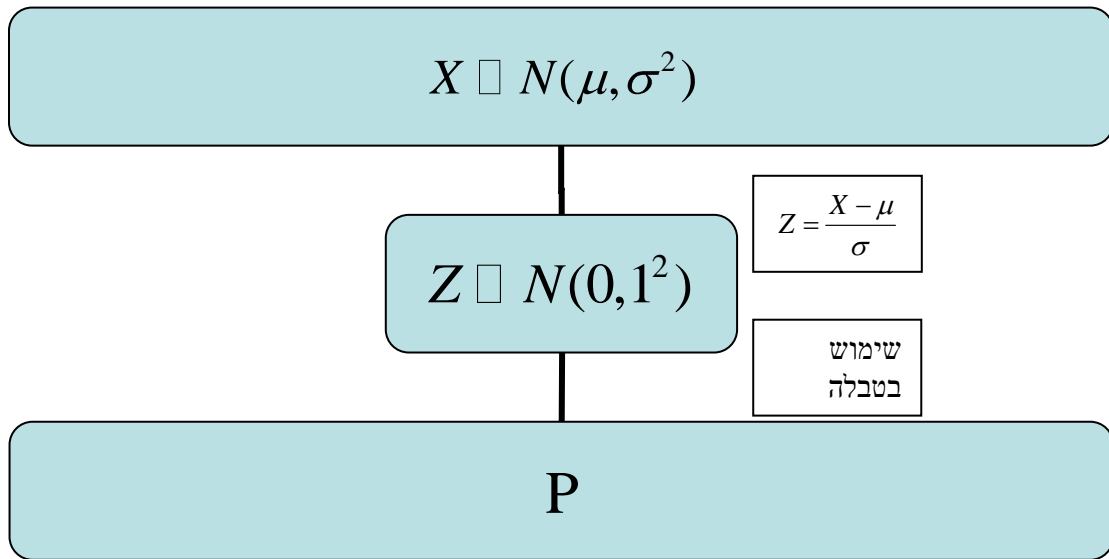 X □ N(μ,σ²)
Z = (X − μ) / σ
Z □ N(0,1²)
שימוש
בטבלה
P